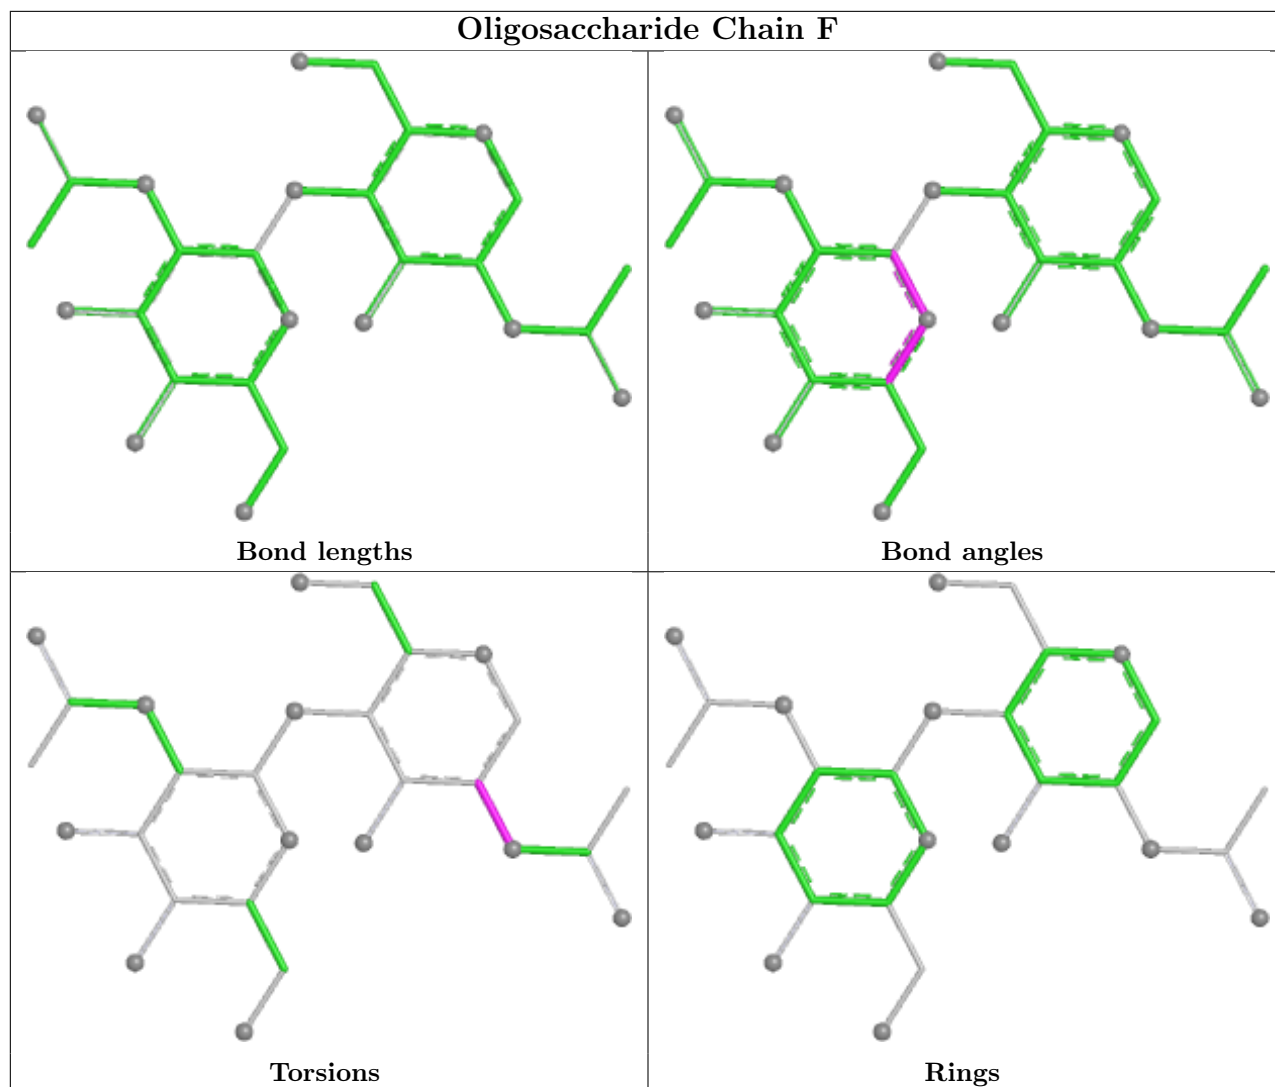 Oligosaccharide Chain F
Bond lengths
Bond angles
Torsions
Rings